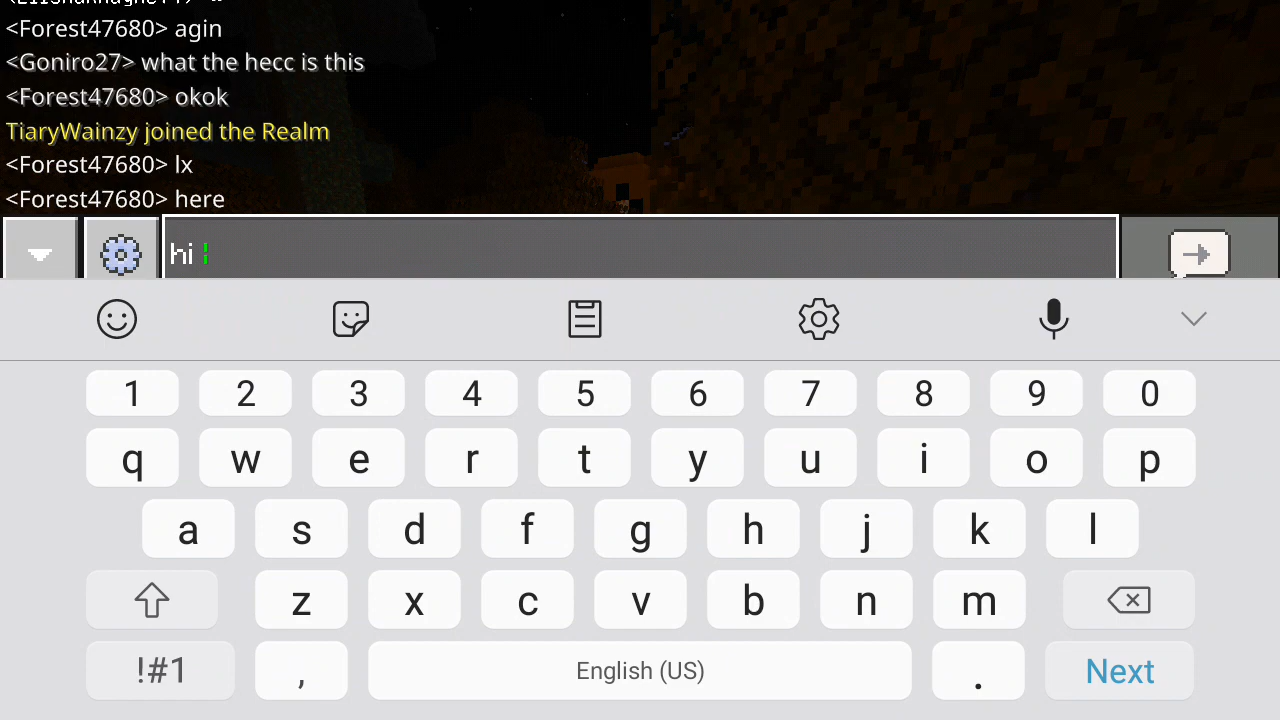 <Forest47680> agin
<Goniro27> what the hecc is this
<Forest47680> okok
TiaryWainzy joined the Realm
<Forest47680> lx
<Forest47680> here
hi
1 2 3 4 5 6 7 8 9 0
q w e r t y u i o p
a s d f g h j k l
z x c v b n m
!#1 , English (US) . Next